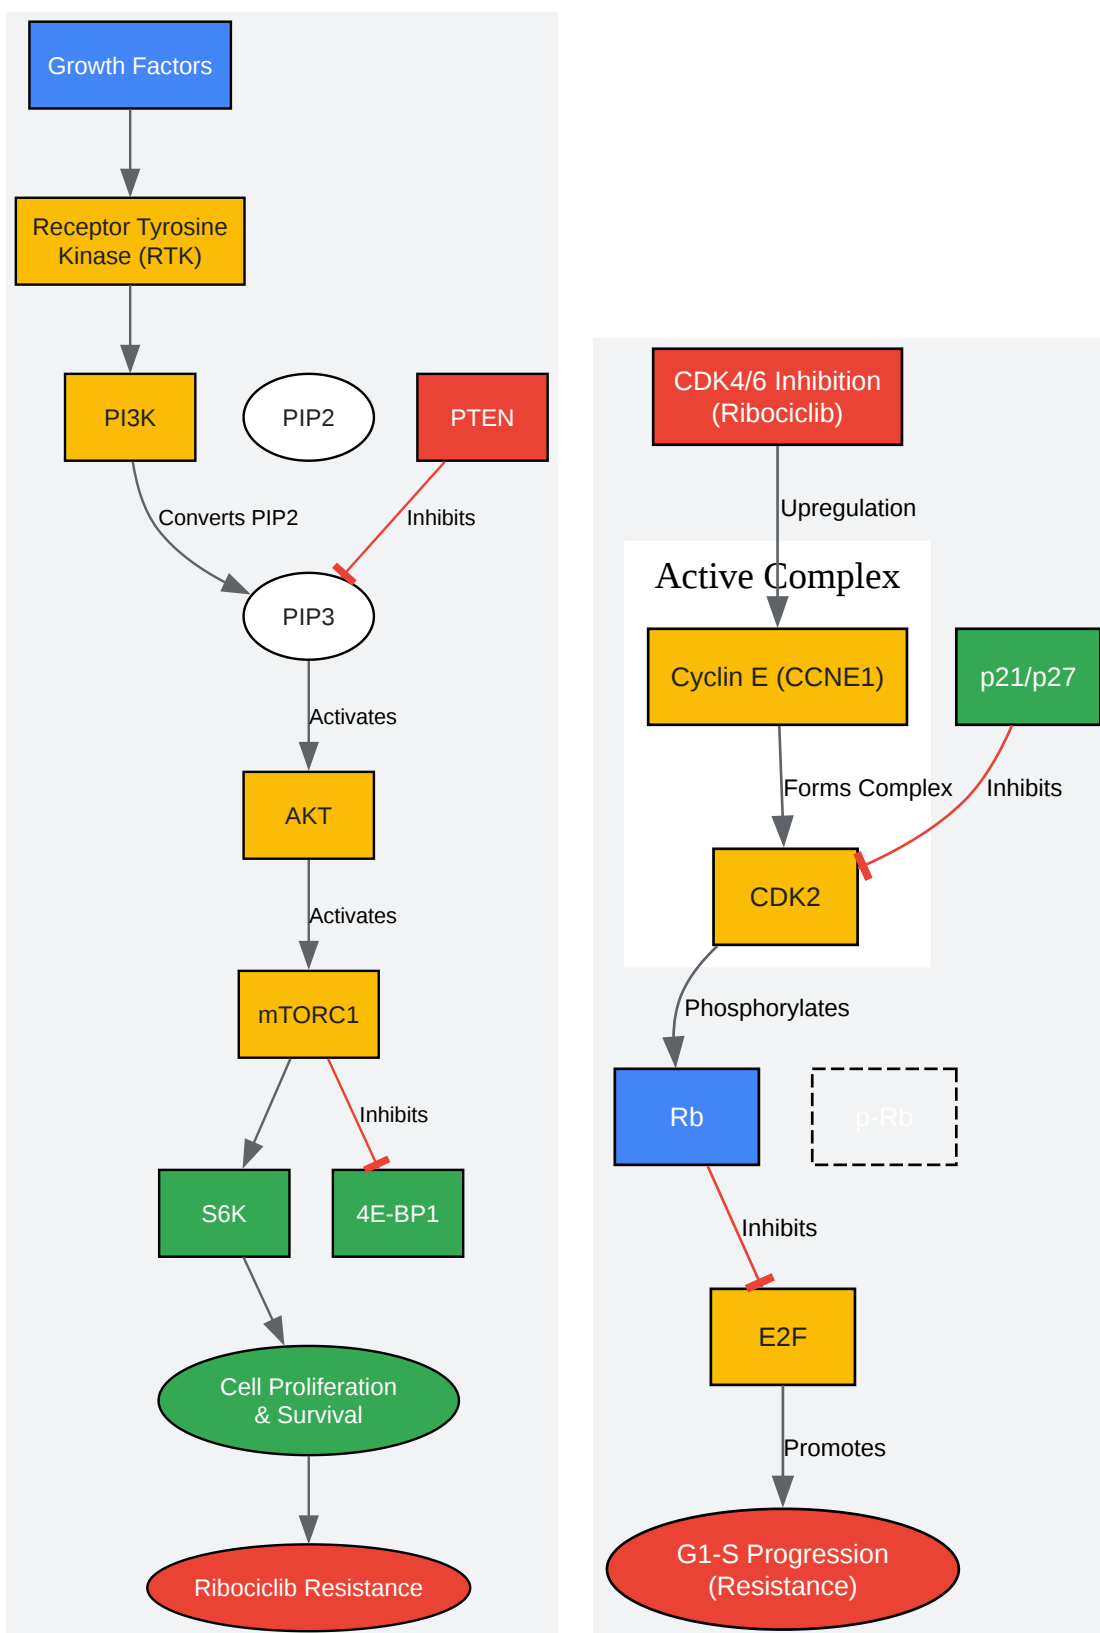 Growth Factors
Receptor Tyrosine
Kinase (RTK)
PI3K
PIP2
PTEN
Converts PIP2
Inhibits
PIP3
Activates
AKT
Activates
mTORC1
Inhibits
S6K
4E-BP1
Cell Proliferation
& Survival
Ribociclib Resistance
CDK4/6 Inhibition
(Ribociclib)
Upregulation
Active Complex
Cyclin E (CCNE1)
p21/p27
Forms Complex
Inhibits
CDK2
Phosphorylates
Rb
p-Rb
Inhibits
E2F
Promotes
G1-S Progression
(Resistance)